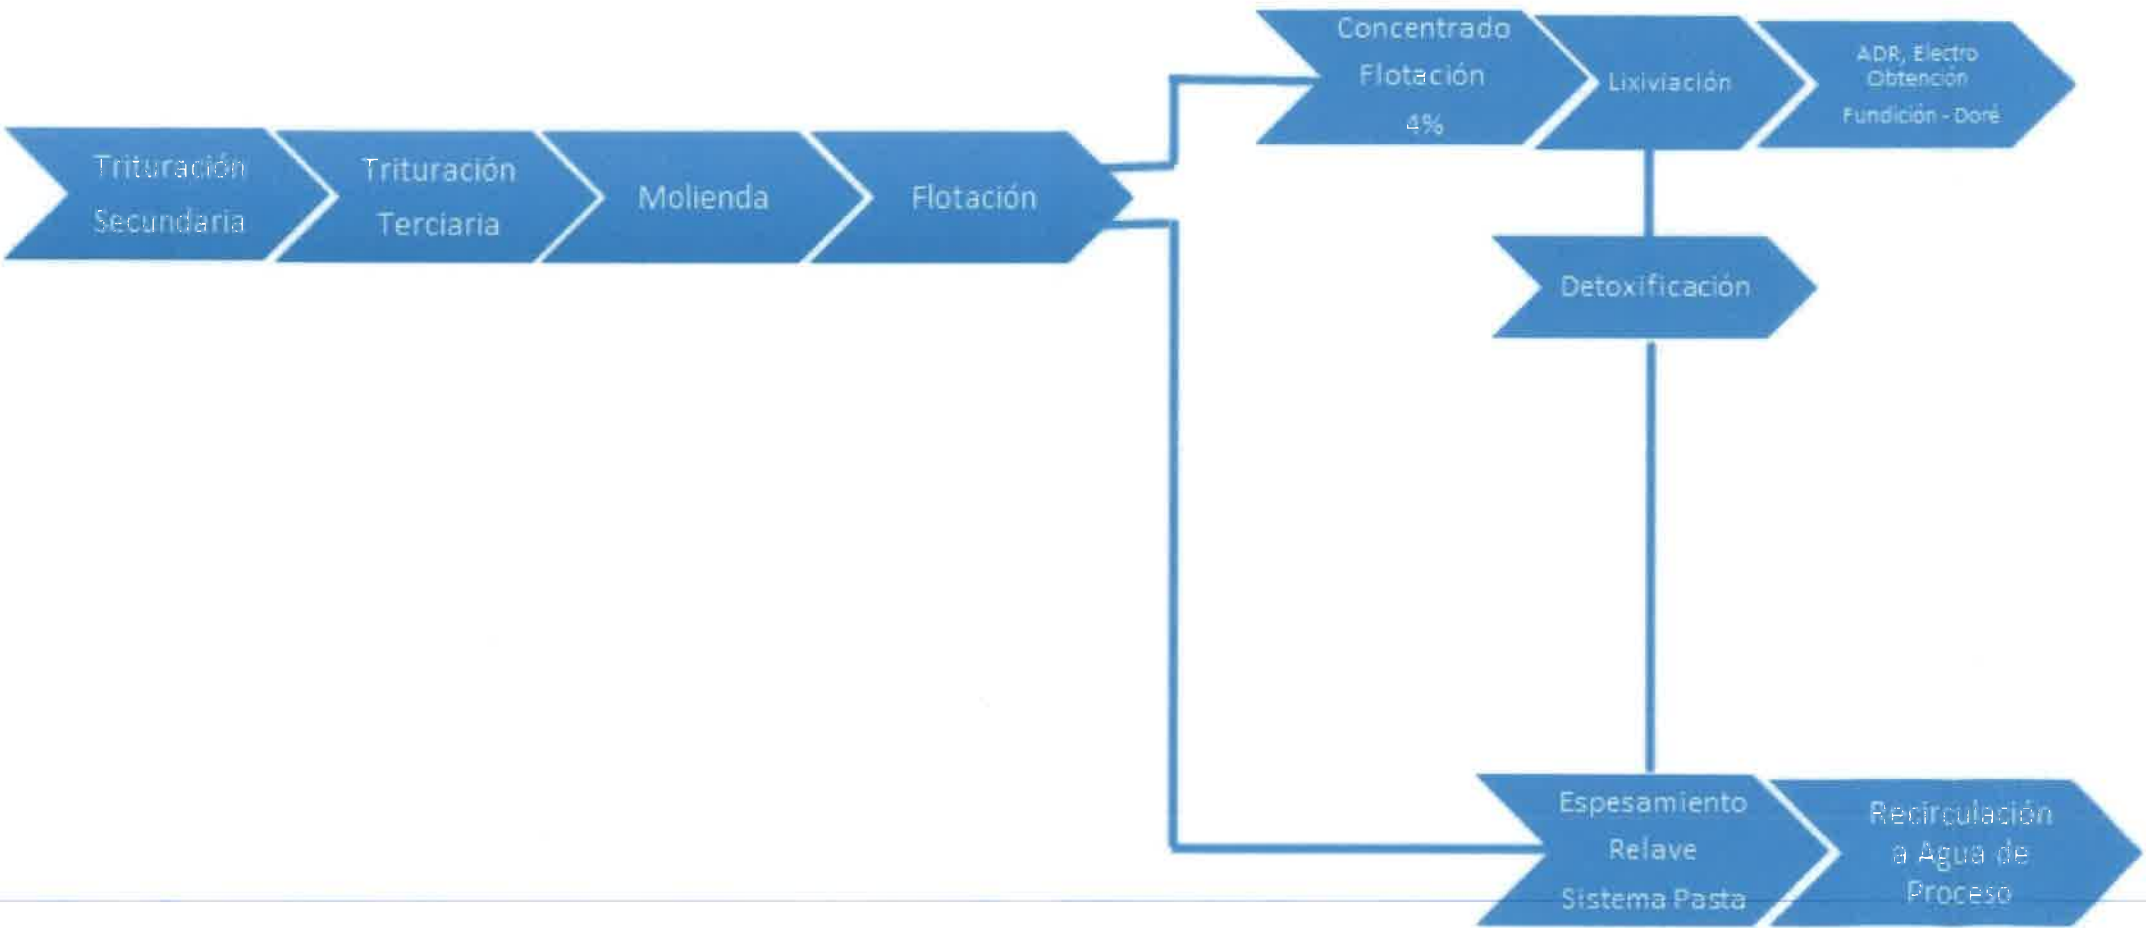 Trituración
Secundaria
Trituración
Terciaria
Molienda
Flotación
Concentrado
Flotación
4%
Lixiviación
ADR, Electro
Obtención
Fundición - Doré
Detoxificación
Espesamiento
Relave
Sistema Pasta
Recirculación
a Agua de
Proceso